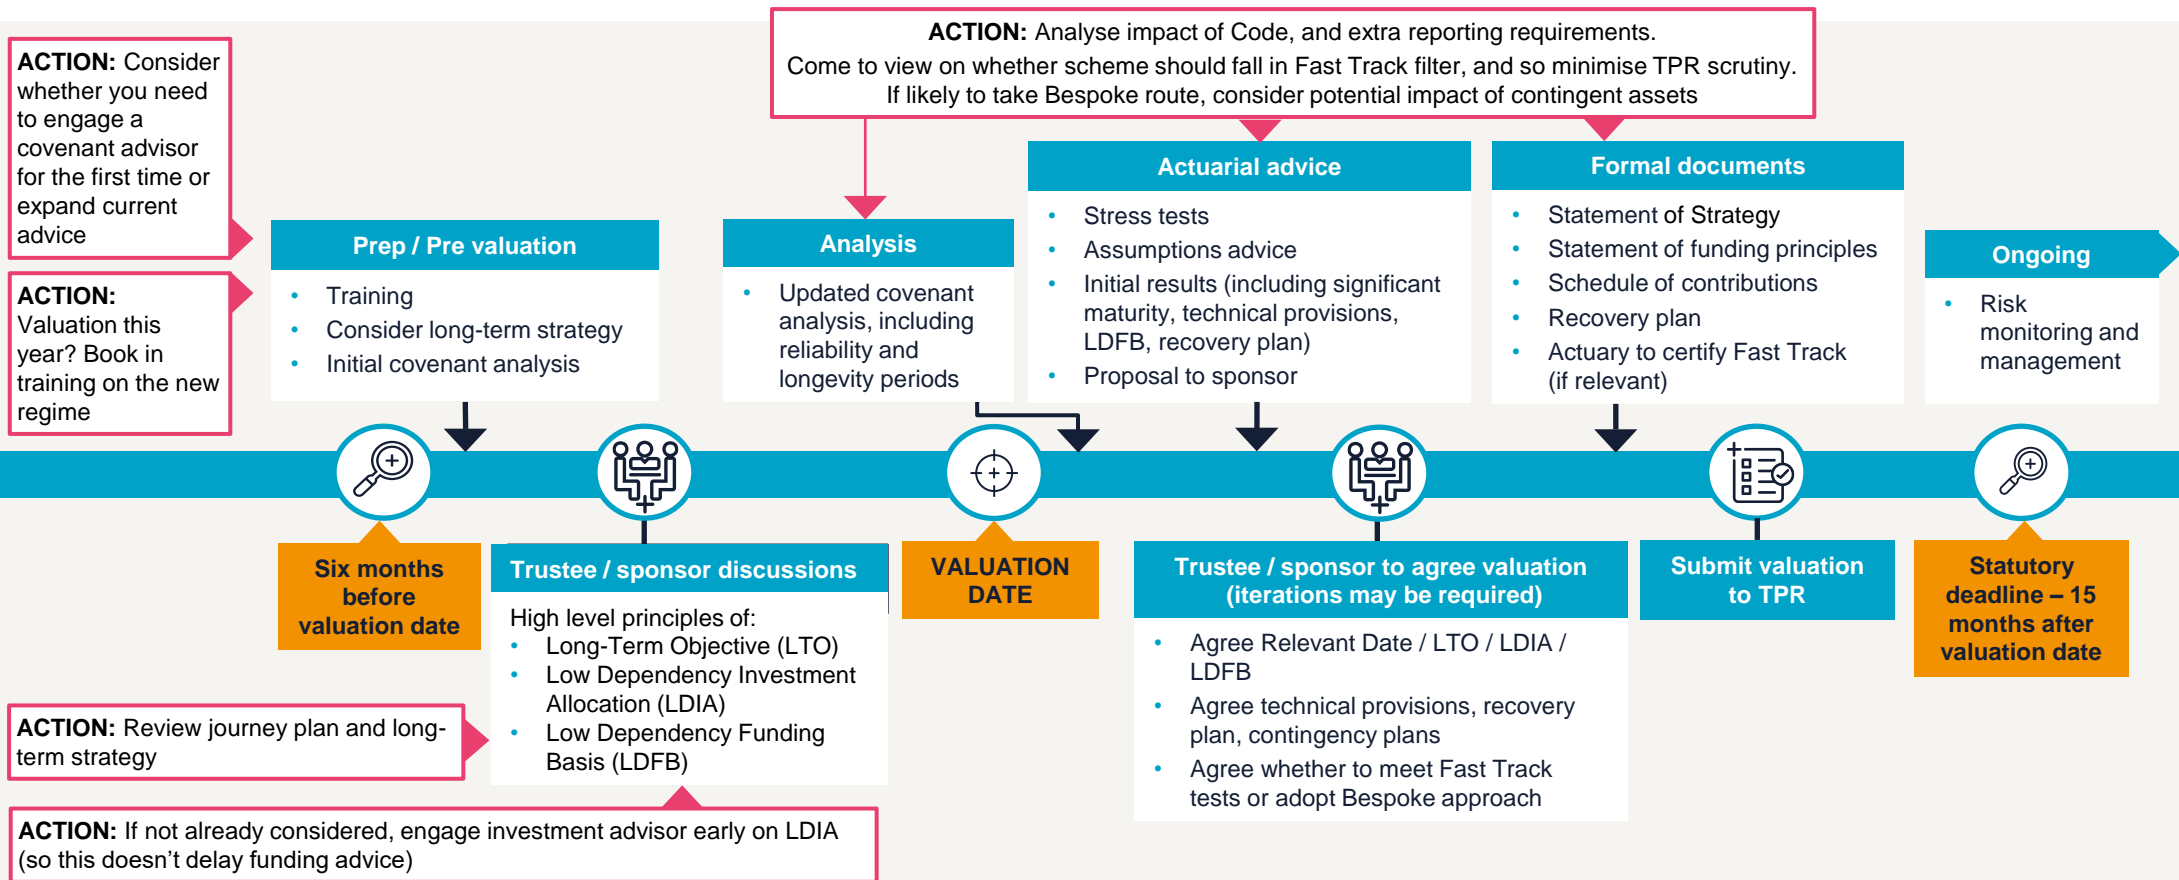 ACTION: Analyse impact of Code, and extra reporting requirements.
Come to view on whether scheme should fall in Fast Track filter, and so minimise TPR scrutiny.
If likely to take Bespoke route, consider potential impact of contingent assets
ACTION: Consider
whether you need
to engage a
covenant advisor
for the first time or
expand current
advice
ACTION:
Valuation this
year? Book in
training on the new
regime
Prep / Pre valuation
• Training
• Consider long-term strategy
• Initial covenant analysis
Analysis
• Updated covenant
analysis, including
reliability and
longevity periods
Actuarial advice
• Stress tests
• Assumptions advice
• Initial results (including significant
maturity, technical provisions,
LDFB, recovery plan)
• Proposal to sponsor
Formal documents
• Statement of Strategy
• Statement of funding principles
• Schedule of contributions
• Recovery plan
• Actuary to certify Fast Track
(if relevant)
Ongoing
• Risk
monitoring and
management
Six months
before
valuation date
Trustee / sponsor discussions
High level principles of:
• Long-Term Objective (LTO)
• Low Dependency Investment
Allocation (LDIA)
• Low Dependency Funding
Basis (LDFB)
VALUATION
DATE
Trustee / sponsor to agree valuation
(iterations may be required)
• Agree Relevant Date / LTO / LDIA /
LDFB
• Agree technical provisions, recovery
plan, contingency plans
• Agree whether to meet Fast Track
tests or adopt Bespoke approach
Submit valuation
to TPR
Statutory
deadline – 15
months after
valuation date
ACTION: Review journey plan and long-
term strategy
ACTION: If not already considered, engage investment advisor early on LDIA
(so this doesn't delay funding advice)